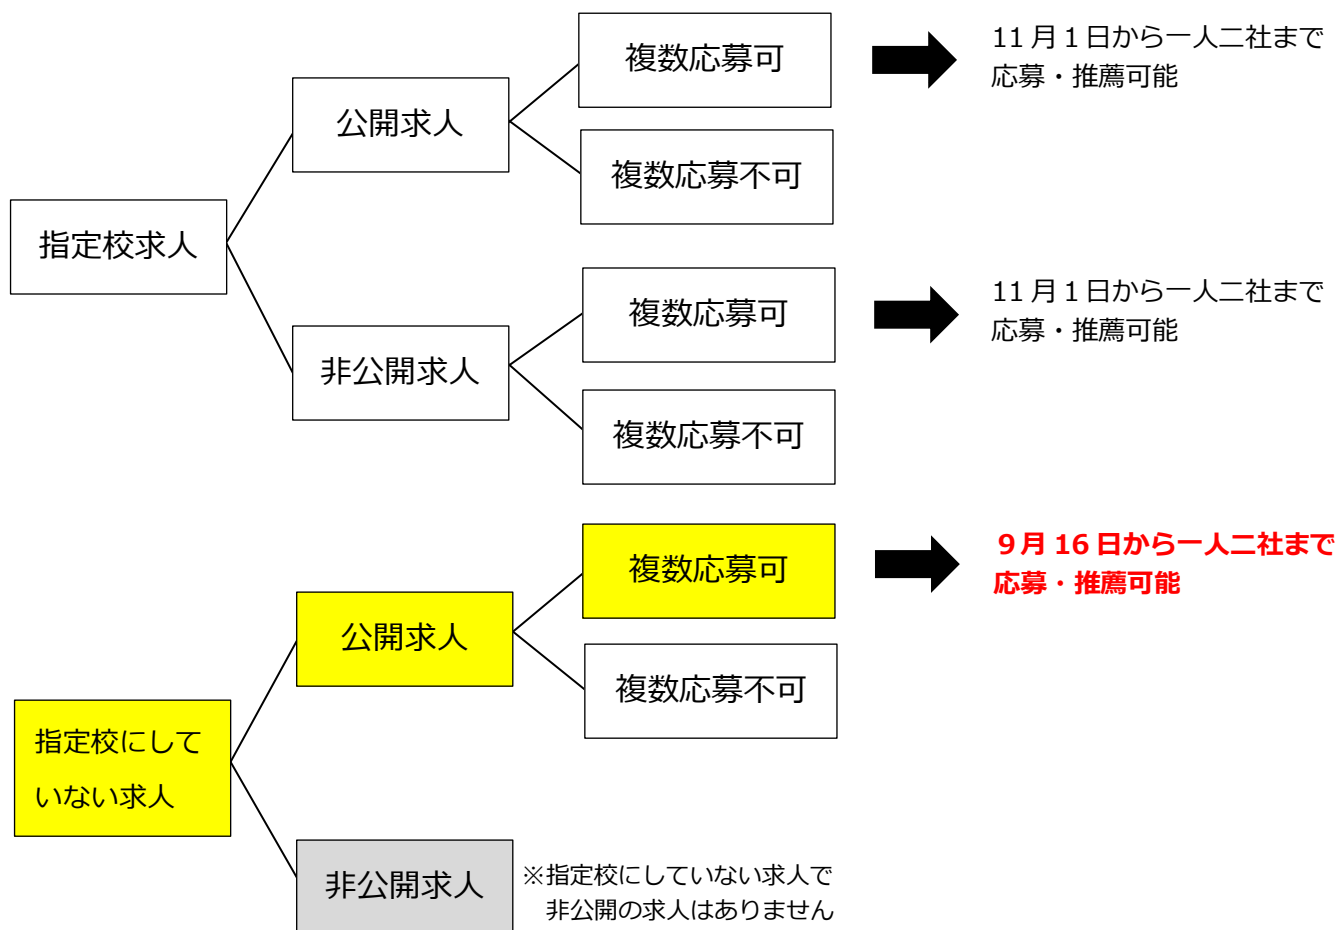 複数応募可
11月1日から一人二社まで
応募・推薦可能
公開求人
複数応募不可
指定校求人
複数応募可
11月1日から一人二社まで
応募・推薦可能
非公開求人
複数応募不可
複数応募可
9月16日から一人二社まで
応募・推薦可能
公開求人
複数応募不可
指定校にして
いない求人
非公開求人
※指定校にしていない求人で
非公開の求人はありません